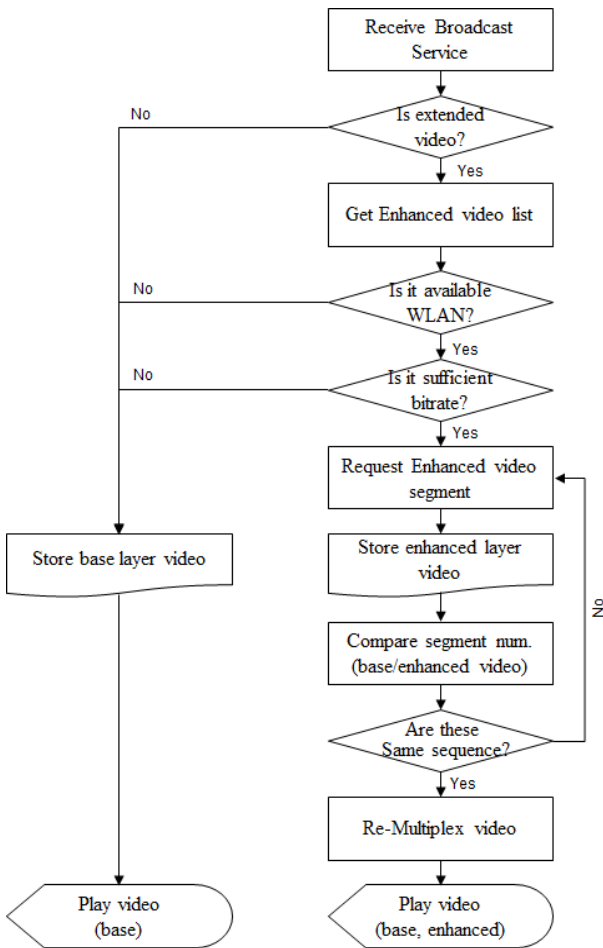 Receive Broadcast
Service
No
Is extended
video?
Yes
Get Enhanced video list
No
Is it available
WLAN?
Yes
No
Is it sufficient
bitrate?
Yes
Request Enhanced video
segment
Store base layer video
Store enhanced layer
video
No
Compare segment num.
(base/enhanced video)
Are these
Same sequence?
Yes
Re-Multiplex video
Play video
(base)
Play video
(base, enhanced)